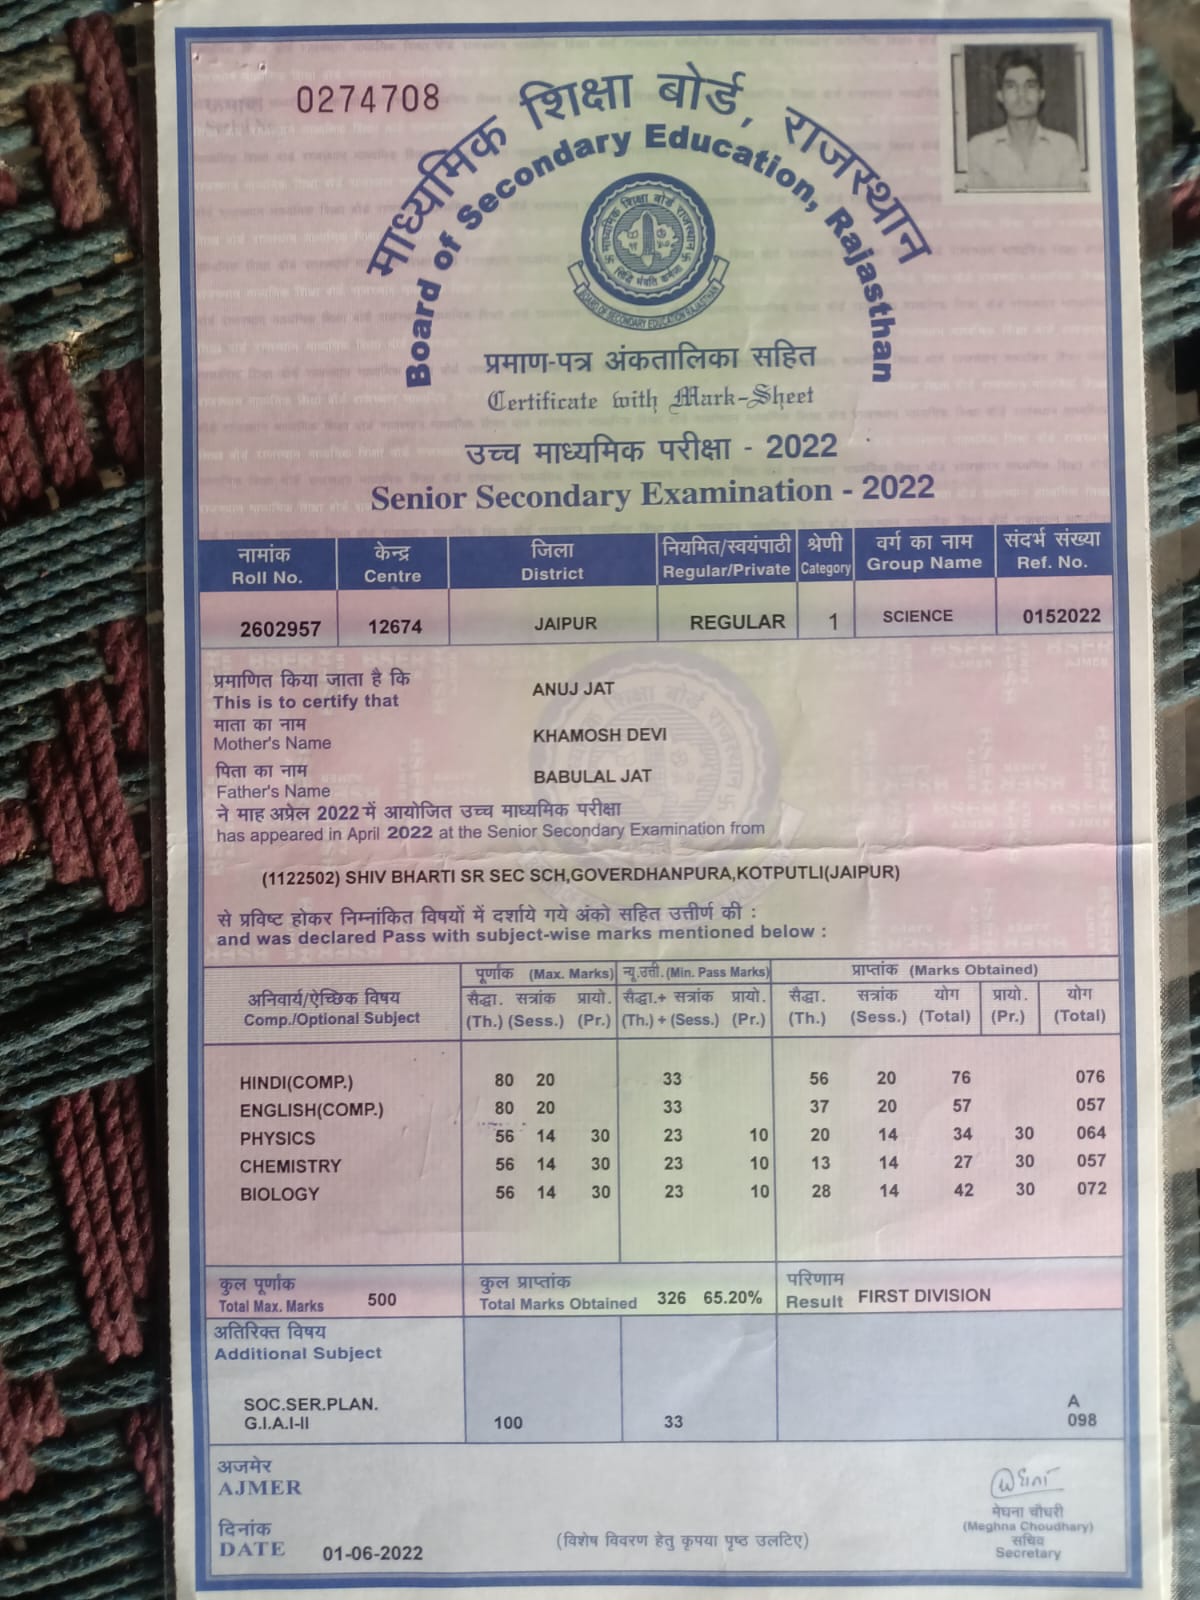 0274708
माध्यमिक शिक्षा बोर्ड, राजस्थान
Board of Secondary Education, Rajasthan
माध्यमिक शिक्षा बोर्ड राजस्थान
सिद्धि र्भवति कर्मजा
BOARD OF SECONDARY EDUCATION RAJASTHAN
प्रमाण-पत्र अंकतालिका सहित
Certificate with Mark-Sheet
उच्च माध्यमिक परीक्षा - 2022
Senior Secondary Examination - 2022
नामांक केन्द्र जिला नियमित/स्वयंपाठी श्रेणी वर्ग का नाम संदर्भ संख्या
Roll No. Centre District Regular/Private Category Group Name Ref. No.
2602957 12674 JAIPUR REGULAR 1 SCIENCE 0152022
प्रमाणित किया जाता है कि
This is to certify that ANUJ JAT
माता का नाम
Mother's Name KHAMOSH DEVI
पिता का नाम
Father's Name BABULAL JAT
ने माह अप्रेल 2022 में आयोजित उच्च माध्यमिक परीक्षा
has appeared in April 2022 at the Senior Secondary Examination from
(1122502) SHIV BHARTI SR SEC SCH,GOVERDHANPURA,KOTPUTLI(JAIPUR)
से प्रविष्ट होकर निम्नांकित विषयों में दर्शाये गये अंको सहित उत्तीर्ण की :
and was declared Pass with subject-wise marks mentioned below :
पूर्णांक (Max. Marks) न्यू.उत्ती.(Min. Pass Marks) प्राप्तांक (Marks Obtained)
अनिवार्य/ऐच्छिक विषय सैद्धा. सत्रांक प्रायो. सैद्धा.+ सत्रांक प्रायो. सैद्धा. सत्रांक योग प्रायो. योग
Comp./Optional Subject (Th.) (Sess.) (Pr.) (Th.) + (Sess.) (Pr.) (Th.) (Sess.) (Total) (Pr.) (Total)
HINDI(COMP.) 80 20 33 56 20 76 076
ENGLISH(COMP.) 80 20 33 37 20 57 057
PHYSICS 56 14 30 23 10 20 14 34 30 064
CHEMISTRY 56 14 30 23 10 13 14 27 30 057
BIOLOGY 56 14 30 23 10 28 14 42 30 072
कुल पूर्णांक कुल प्राप्तांक परिणाम
Total Max. Marks 500 Total Marks Obtained 326 65.20% Result FIRST DIVISION
अतिरिक्त विषय
Additional Subject
SOC.SER.PLAN. A
G.I.A.I-II 100 33 098
अजमेर
AJMER
दिनांक
DATE 01-06-2022
(विशेष विवरण हेतु कृपया पृष्ठ उलटिए)
मेघना चौधरी
(Meghna Choudhary)
सचिव
Secretary